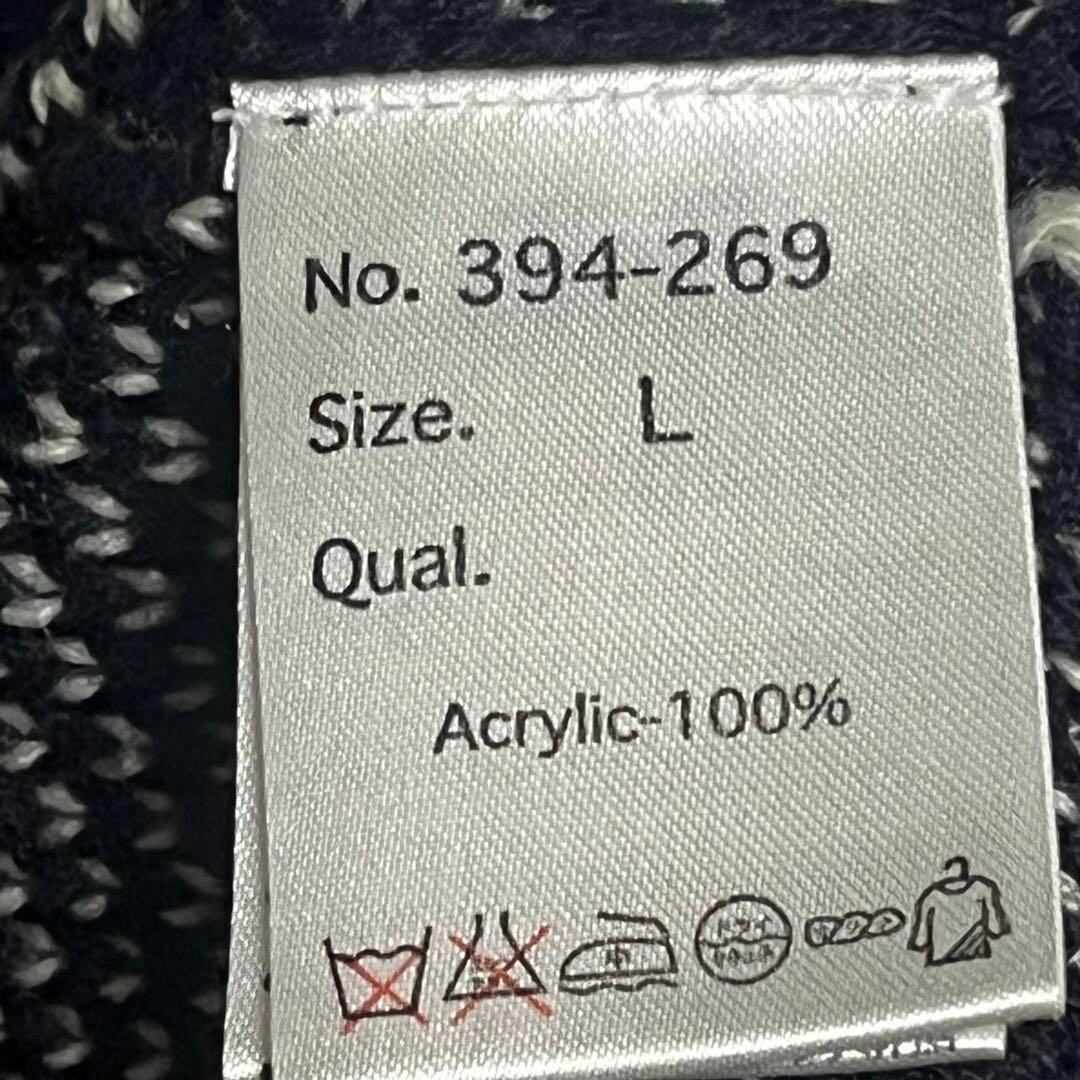 No. 394-269
Size. L
Qual.
Acrylic-100%